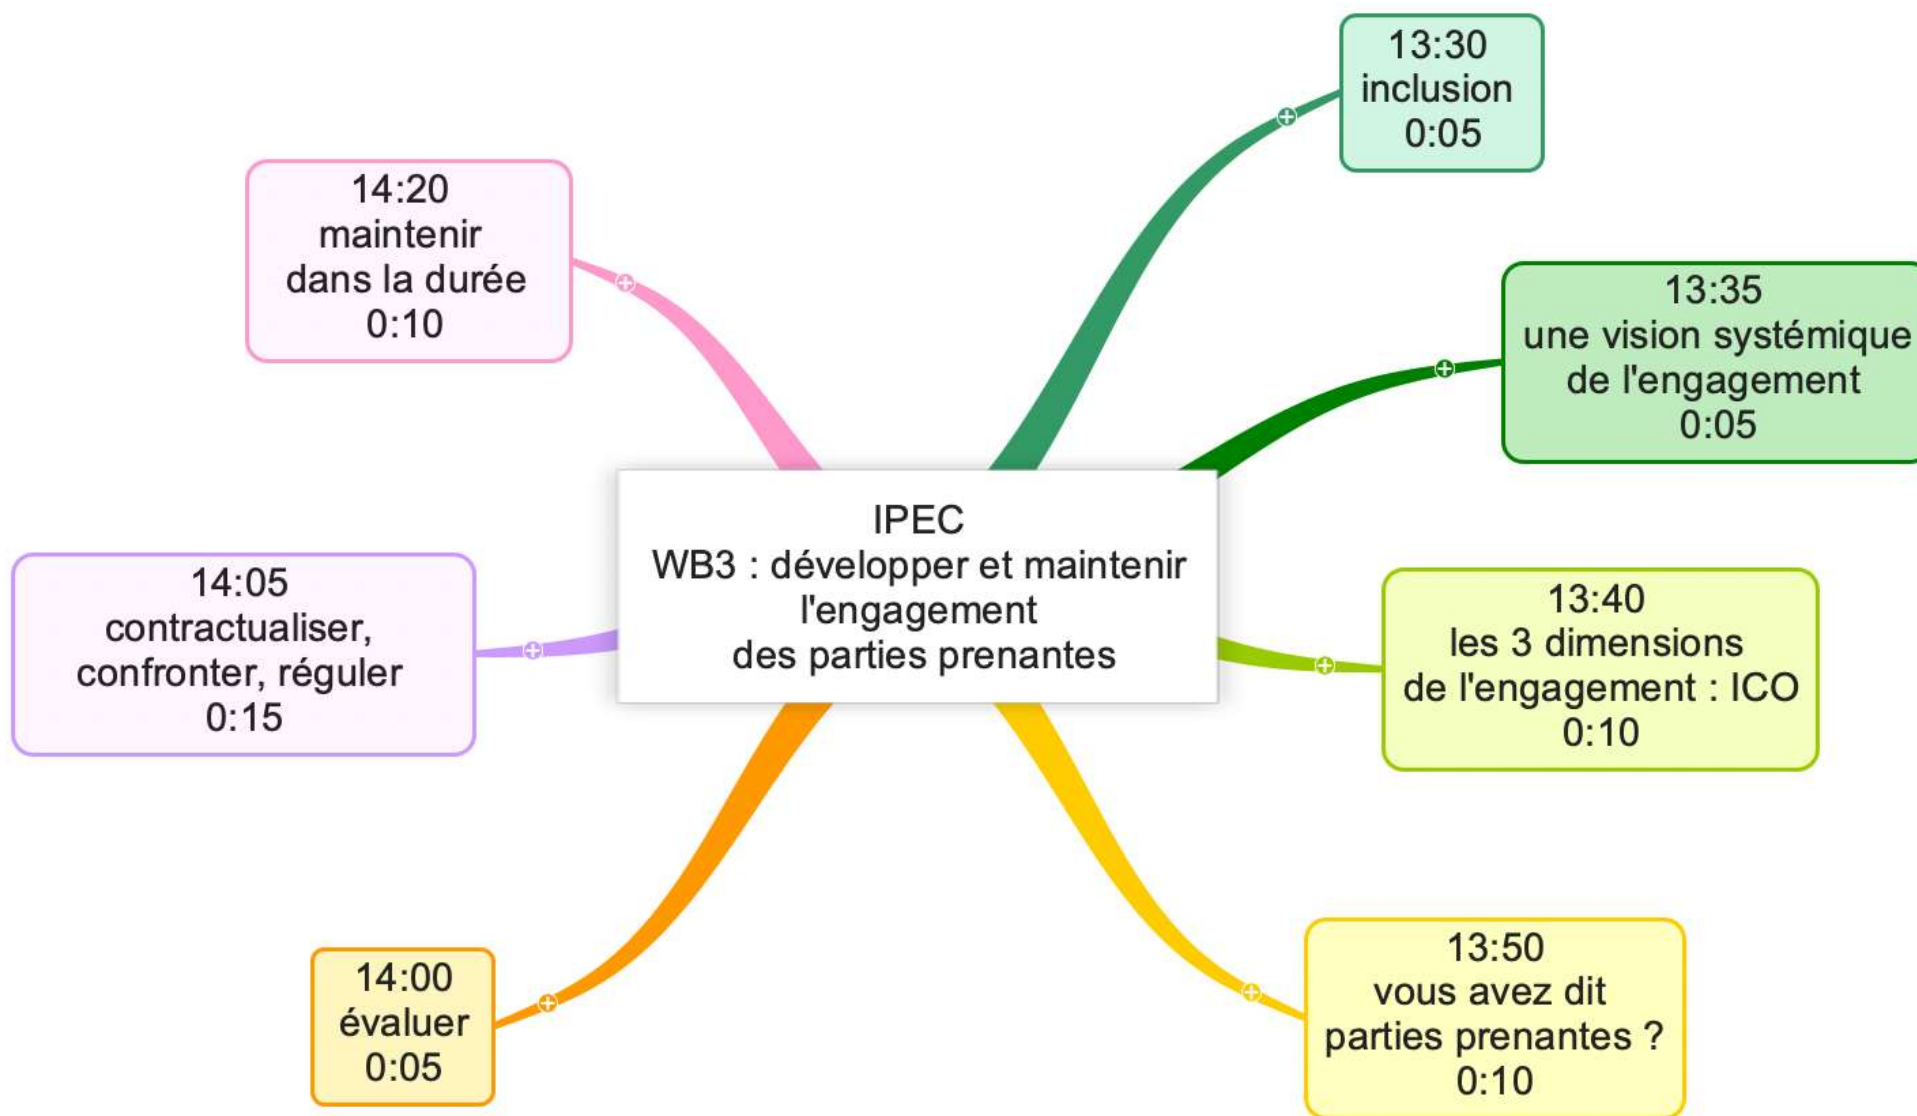 IPEC
WB3 : développer et maintenir
l'engagement
des parties prenantes
13:30
inclusion
0:05
13:35
une vision systémique
de l'engagement
0:05
13:40
les 3 dimensions
de l'engagement : ICO
0:10
13:50
vous avez dit
parties prenantes ?
0:10
14:00
évaluer
0:05
14:05
contractualiser,
confronter, réguler
0:15
14:20
maintenir
dans la durée
0:10